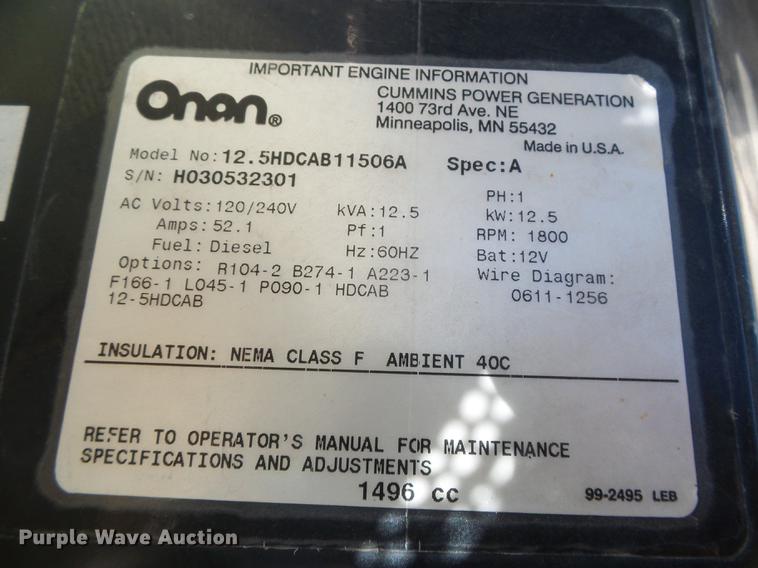 IMPORTANT ENGINE INFORMATION
Onan®
CUMMINS POWER GENERATION
1400 73rd Ave. NE
Minneapolis, MN 55432
Made in U.S.A.
Model No:12.5HDCAB11506A Spec:A
S/N: H030532301
PH:1
AC Volts:120/240V kVA:12.5 kW:12.5
Amps:52.1 Pf:1 RPM: 1800
Fuel: Diesel Hz:60HZ Bat:12V
Options: R104-2 B274-1 A223-1 Wire Diagram:
F166-1 L045-1 P090-1 HDCAB 0611-1256
12-5HDCAB
INSULATION: NEMA CLASS F AMBIENT 40C
REFER TO OPERATOR'S MANUAL FOR MAINTENANCE
SPECIFICATIONS AND ADJUSTMENTS
1496 cc 99-2495 LEB
Purple Wave Auction